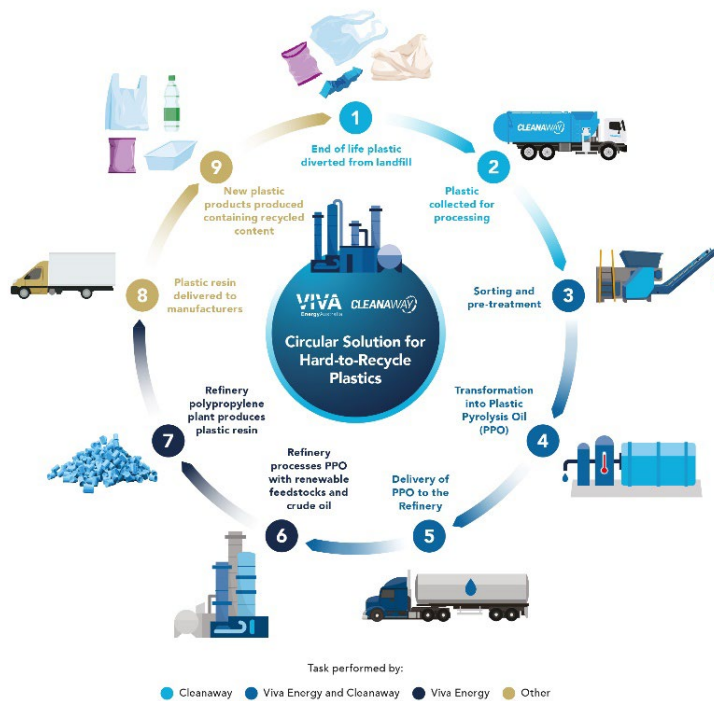 1
End of life plastic
diverted from landfill
CLEANAWAY
2
Plastic
collected for
processing
3
Sorting and
pre-treatment
4
Transformation
into Plastic
Pyrolysis Oil
(PPO)
5
Delivery of
PPO to the
Refinery
6
Refinery
processes PPO
with renewable
feedstocks and
crude oil
7
Refinery
polypropylene
plant produces
plastic resin
8
Plastic resin
delivered to
manufacturers
9
New plastic
products produced
containing recycled
content
VIVA
EnergyAustralia
CLEANAWAY
Circular Solution for
Hard-to-Recycle
Plastics
Task performed by:
Cleanaway Viva Energy and Cleanaway Viva Energy Other